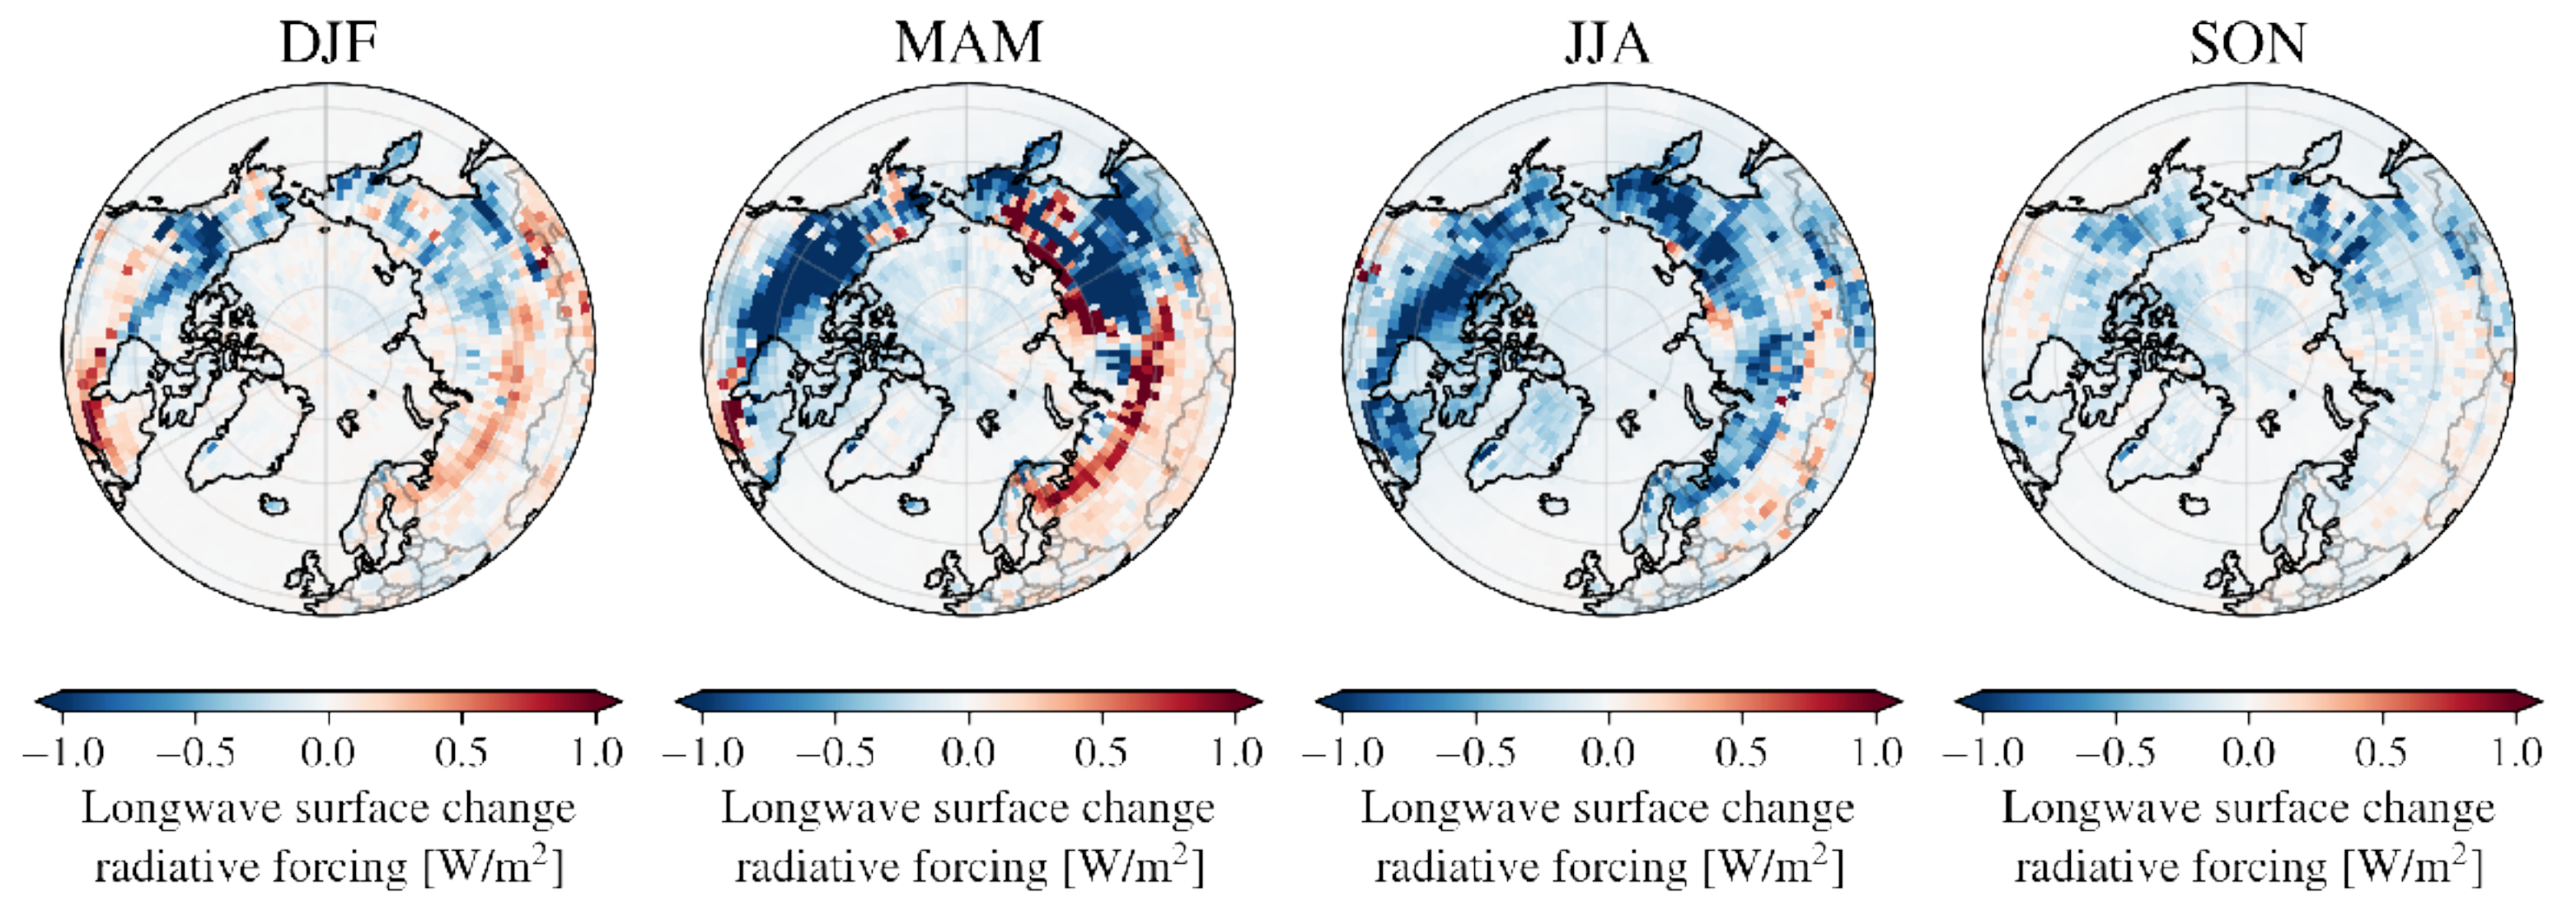 DJF MAM JJA SON
−1.0 −0.5 0.0 0.5 1.0 −1.0 −0.5 0.0 0.5 1.0 −1.0 −0.5 0.0 0.5 1.0 −1.0 −0.5 0.0 0.5 1.0
Longwave surface change Longwave surface change Longwave surface change Longwave surface change
radiative forcing [W/m²] radiative forcing [W/m²] radiative forcing [W/m²] radiative forcing [W/m²]